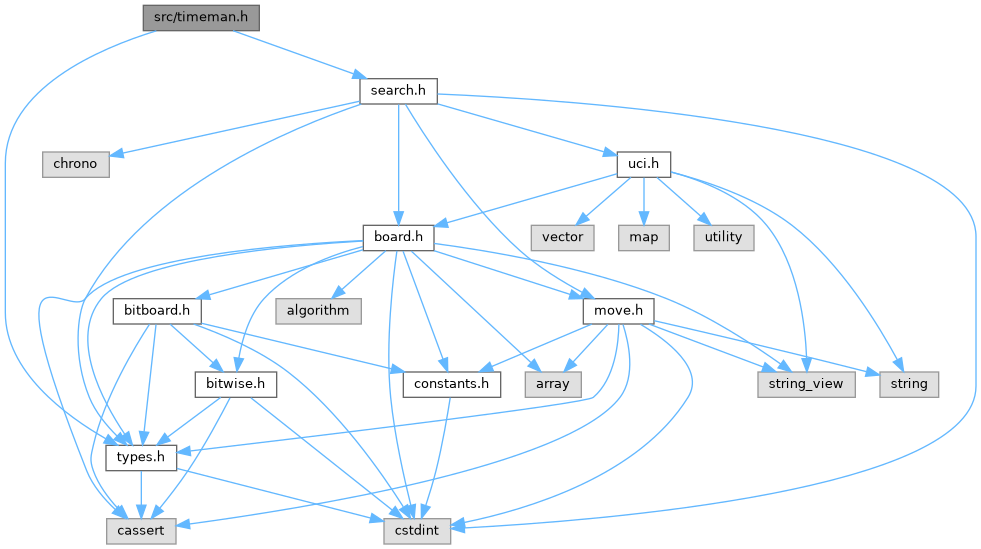 src/timeman.h
search.h
chrono
uci.h
board.h
vector
map
utility
bitboard.h
algorithm
move.h
bitwise.h
constants.h
array
string_view
string
types.h
cassert
cstdint